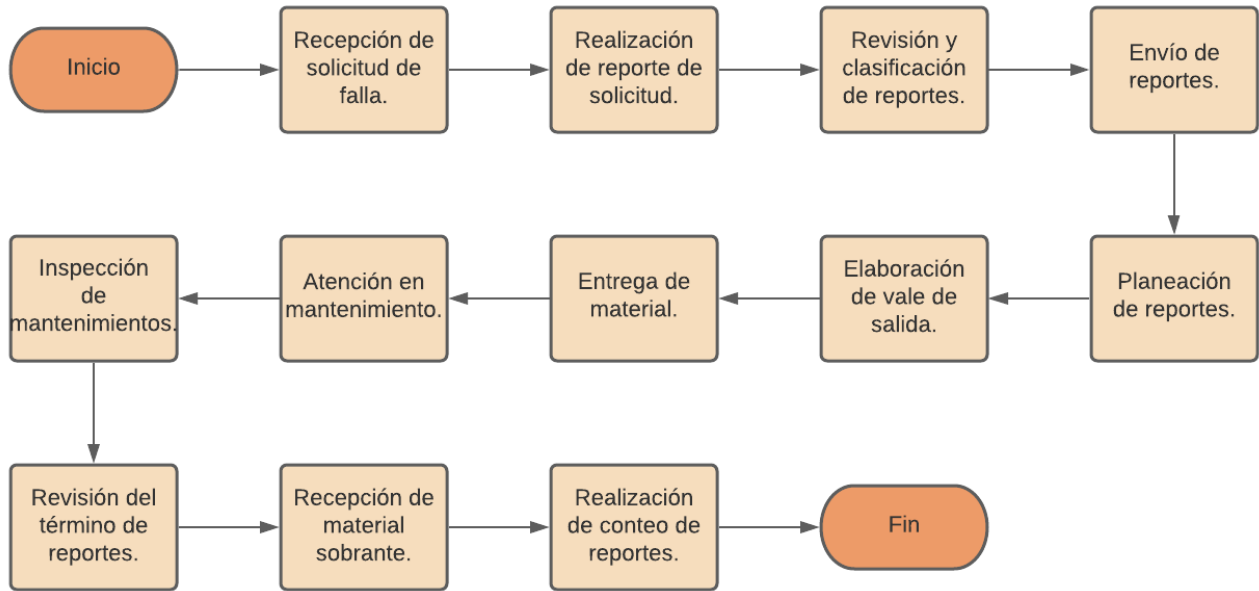 Inicio
Recepción de
solicitud de
falla.
Realización
de reporte de
solicitud.
Revisión y
clasificación
de reportes.
Envío de
reportes.
Planeación
de reportes.
Elaboración
de vale de
salida.
Entrega de
material.
Atención en
mantenimiento.
Inspección
de
mantenimientos.
Revisión del
término de
reportes.
Recepción de
material
sobrante.
Realización
de conteo de
reportes.
Fin